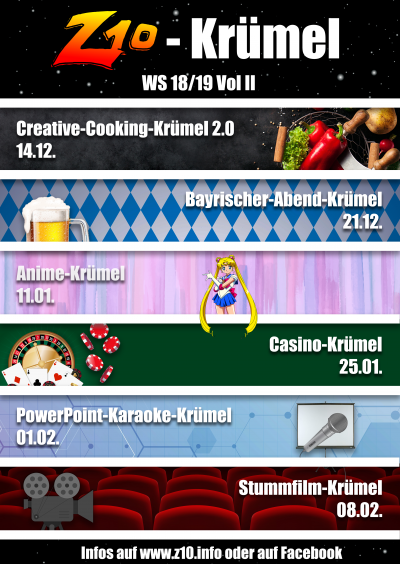 Z10 - Krümel
WS 18/19 Vol II
Creative-Cooking-Krümel 2.0
14.12.
Bayrischer-Abend-Krümel
21.12.
Anime-Krümel
11.01.
Casino-Krümel
25.01.
PowerPoint-Karaoke-Krümel
01.02.
Stummfilm-Krümel
08.02.
Infos auf www.z10.info oder auf Facebook